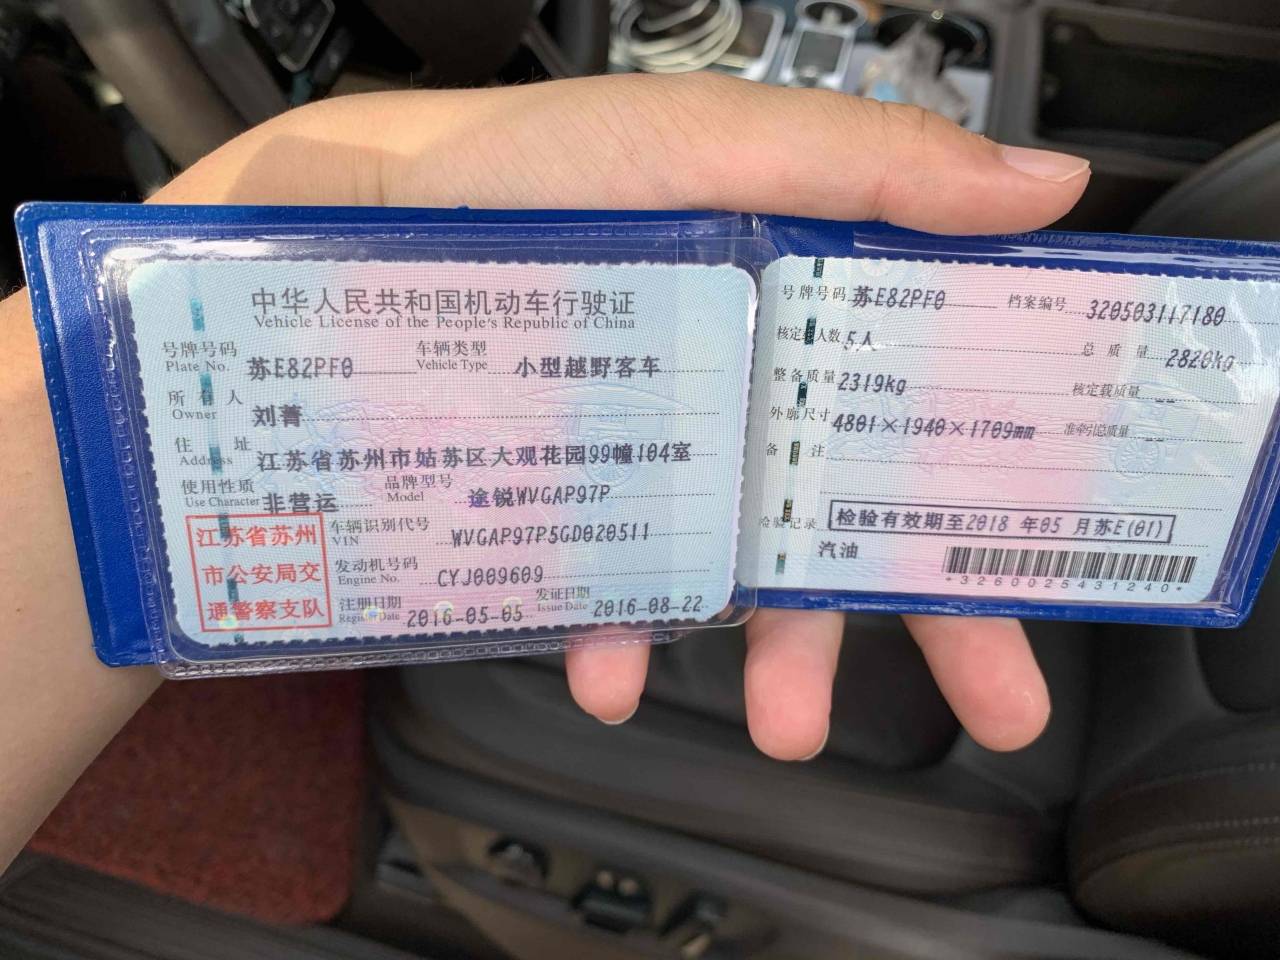 中华人民共和国机动车行驶证
Vehicle License of the People's Republic of China
号牌号码 Plate No. 苏E82PF0 车辆类型 Vehicle Type 小型越野客车
所有人 Owner 刘菁
住址 Address 江苏省苏州市姑苏区大观花园99幢104室
使用性质 Use Character 非营运 品牌型号 Model 途锐WVGAP97P
江苏省苏州
市公安局交
通警察支队
车辆识别代号 VIN WVGAP97P5GD020511
发动机号码 Engine No. CYJ009609
注册日期 Register Date 2016-05-05 发证日期 Issue Date 2016-08-22
号牌号码 苏E82PF0 档案编号 320503117180
核定载人数 5人 总质量 2820kg
整备质量 2319kg 核定载质量 --
外廓尺寸 4801×1940×1709mm 准牵引总质量 --
备注
检验记录 检验有效期至2018 年05 月苏E(01)
汽油
*3260025431240*